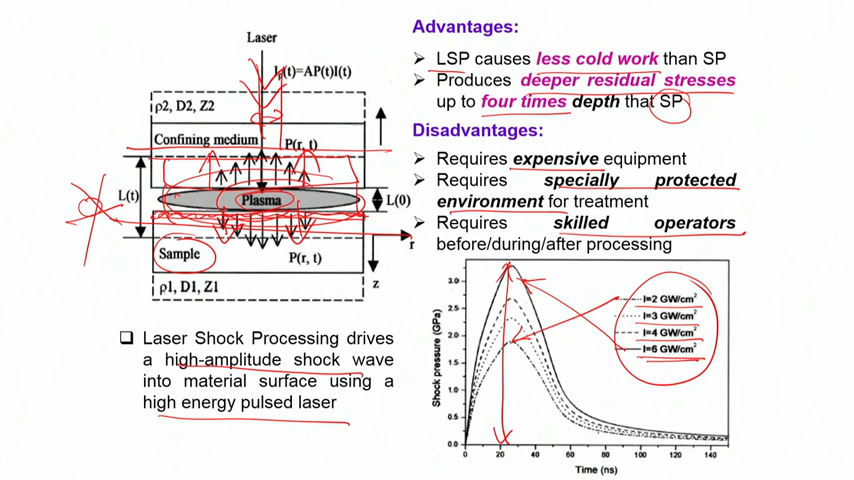 Laser
I_p(t)=AP(t)I(t)
ρ2, D2, Z2
Confining medium
P(r, t)
L(t)
Plasma
L(0)
r
Sample
P(r, t)
z
ρ1, D1, Z1
Laser Shock Processing drives
a high-amplitude shock wave
into material surface using a
high energy pulsed laser
Advantages:
LSP causes less cold work than SP
Produces deeper residual stresses
up to four times depth that SP
Disadvantages:
Requires expensive equipment
Requires specially protected
environment for treatment
Requires skilled operators
before/during/after processing
Shock pressure (GPa)
3.0
2.5
2.0
1.5
1.0
0.5
0.0
I=2 GW/cm²
I=3 GW/cm²
I=4 GW/cm²
I=6 GW/cm²
0 20 40 60 80 100 120 140
Time (ns)